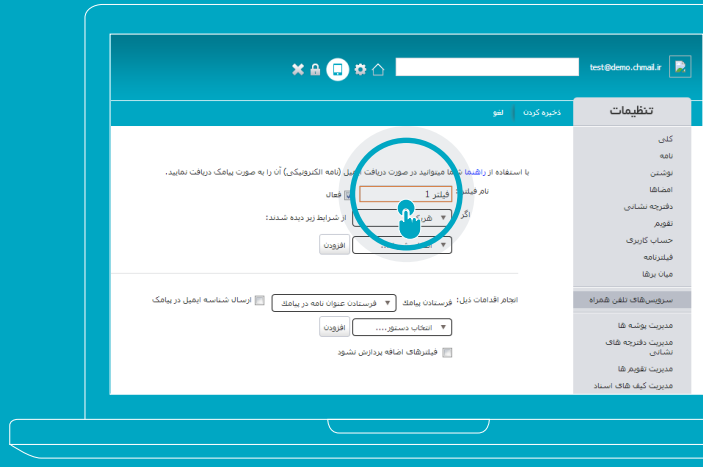 test@demo.chmail.ir
تنظیمات
ذخیره کردن
لغو
کلی
نامه
نوشتن
امضاها
دفترچه نشانی
تقویم
حساب کاربری
فیلترنامه
میان برها
سرویس‌های تلفن همراه
مدیریت پوشه ها
مدیریت دفترچه های نشانی
مدیریت تقویم ها
مدیریت کیف های اسناد
با استفاده از راهنما شما میتوانید در صورت دریافت ایمیل (نامه الکترونیکی) آن را به صورت پیامک دریافت نمایید.
نام فیلتر: فیلتر 1 فعال
اگر از شرایط زیر دیده شدند:
افزودن
انجام اقدامات ذیل: فرستادن پیامک فرستادن عنوان نامه در پیامک ارسال شناسه ایمیل در پیامک
انتخاب دستور.... افزودن
فیلترهای اضافه پردازش نشود